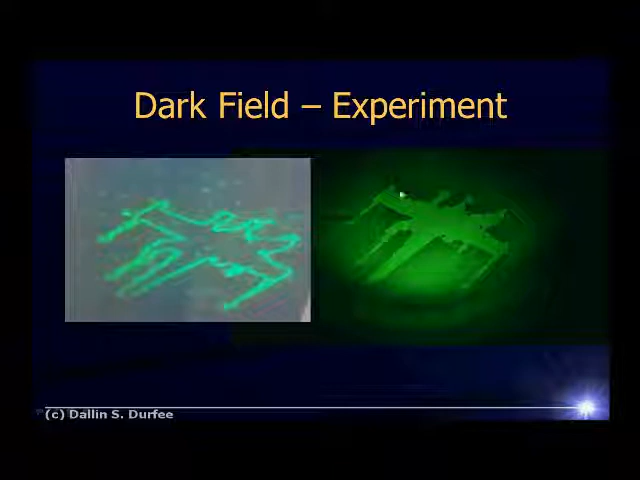 Dark Field – Experiment
(c) Dallin S. Durfee